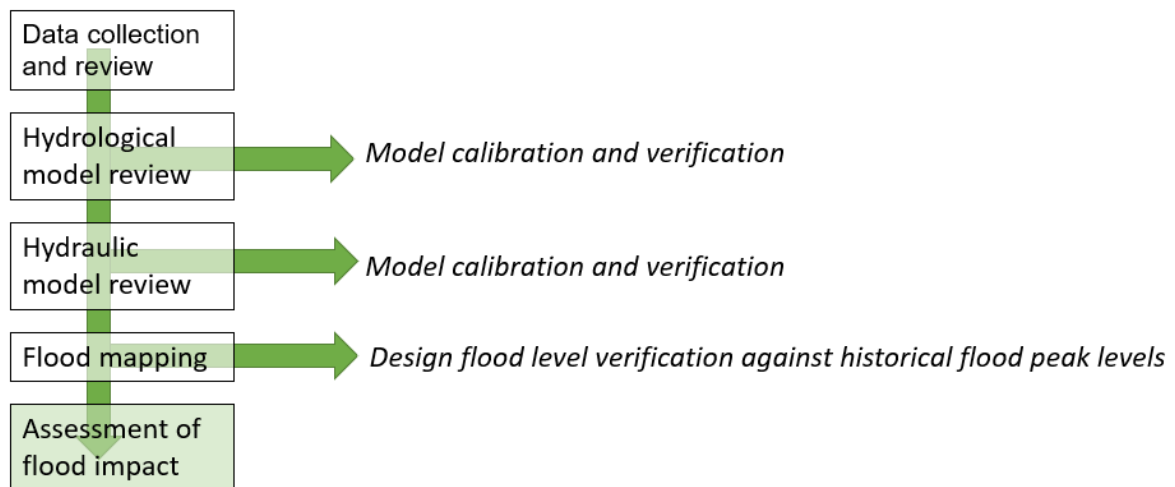 Data collection
and review
Hydrological
model review
Model calibration and verification
Hydraulic
model review
Model calibration and verification
Flood mapping
Design flood level verification against historical flood peak levels
Assessment of
flood impact